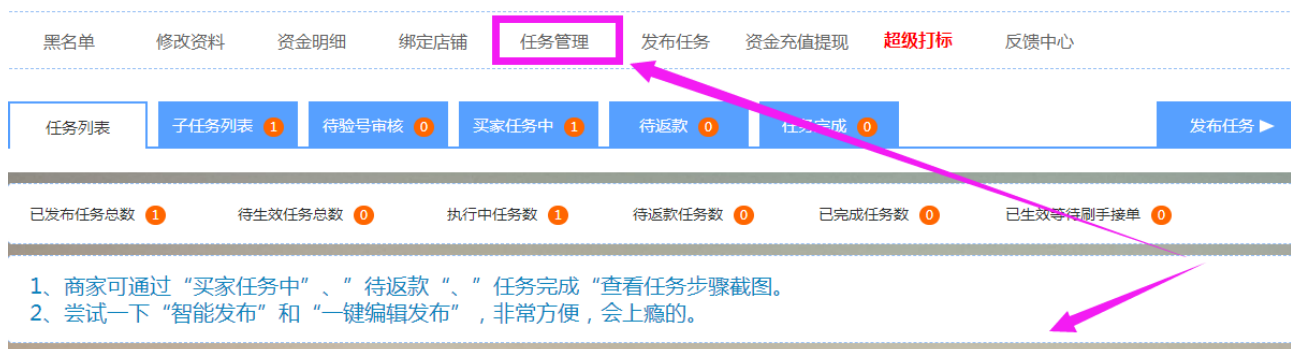 黑名单 修改资料 资金明细 绑定店铺 任务管理 发布任务 资金充值提现 超级打标 反馈中心
任务列表 子任务列表 1 待验号审核 0 买家任务中 1 待返款 0 任务完成 0 发布任务 ▶
已发布任务总数 1 待生效任务总数 0 执行中任务数 1 待返款任务数 0 已完成任务数 0 已生效等待刷手接单 0
1、商家可通过“买家任务中”、”待返款“、”任务完成“查看任务步骤截图。
2、尝试一下“智能发布”和“一键编辑发布”，非常方便，会上瘾的。